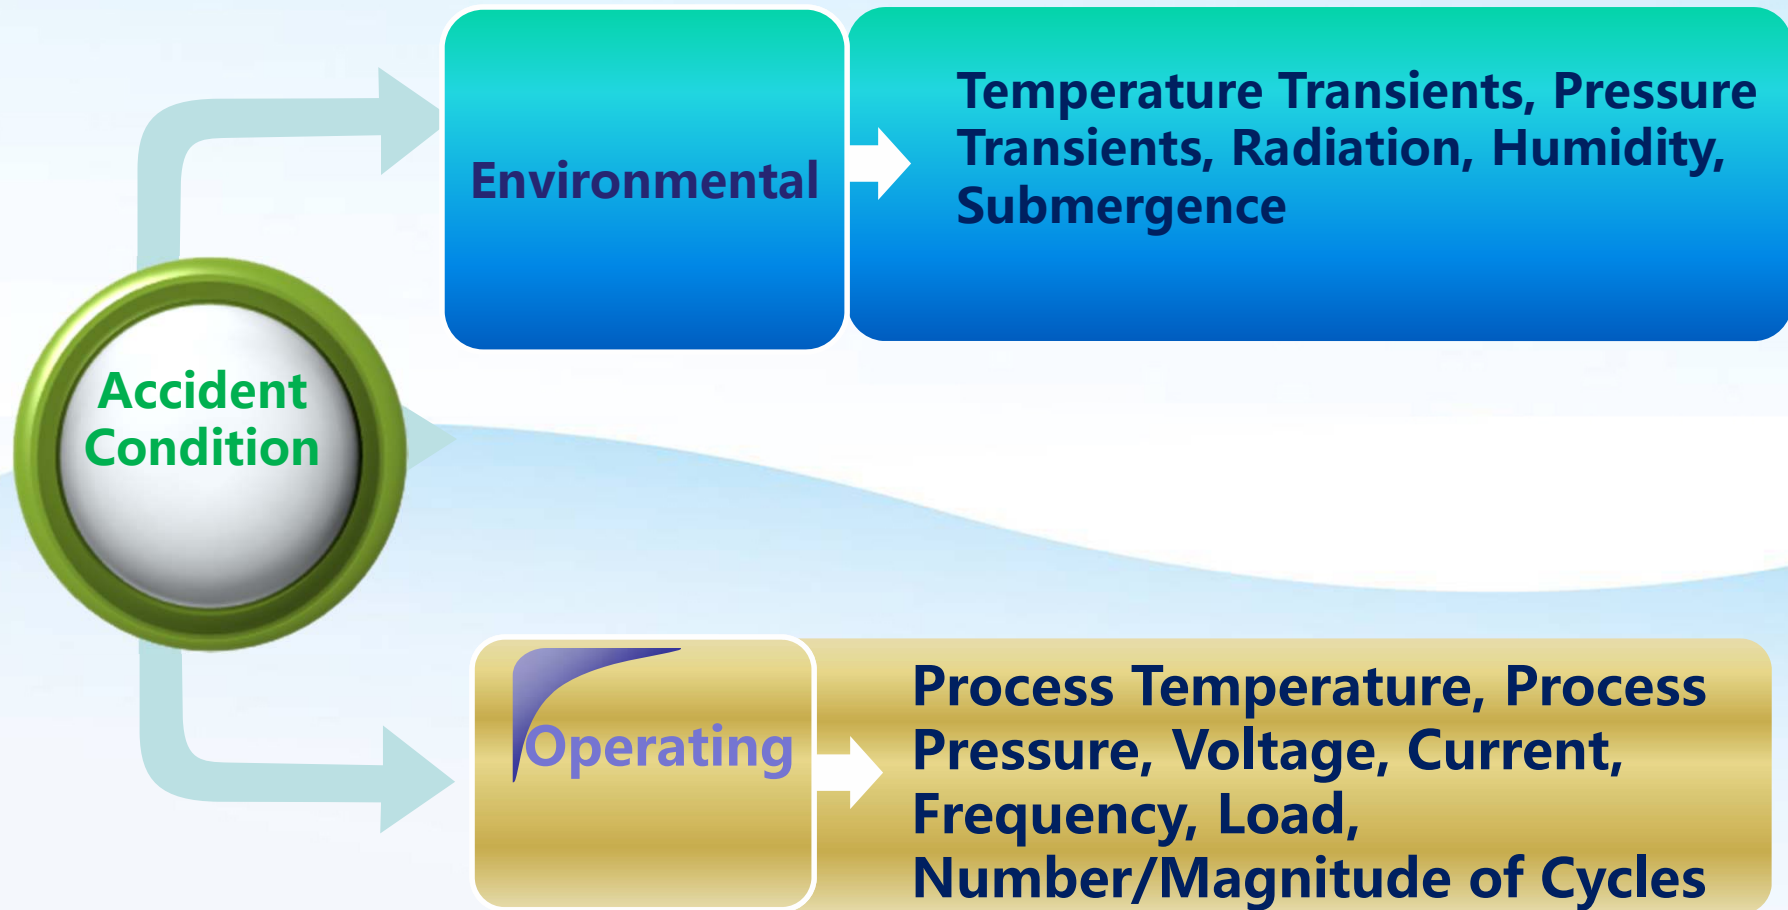 Accident
Condition
Environmental
Temperature Transients, Pressure
Transients, Radiation, Humidity,
Submergence
Operating
Process Temperature, Process
Pressure, Voltage, Current,
Frequency, Load,
Number/Magnitude of Cycles